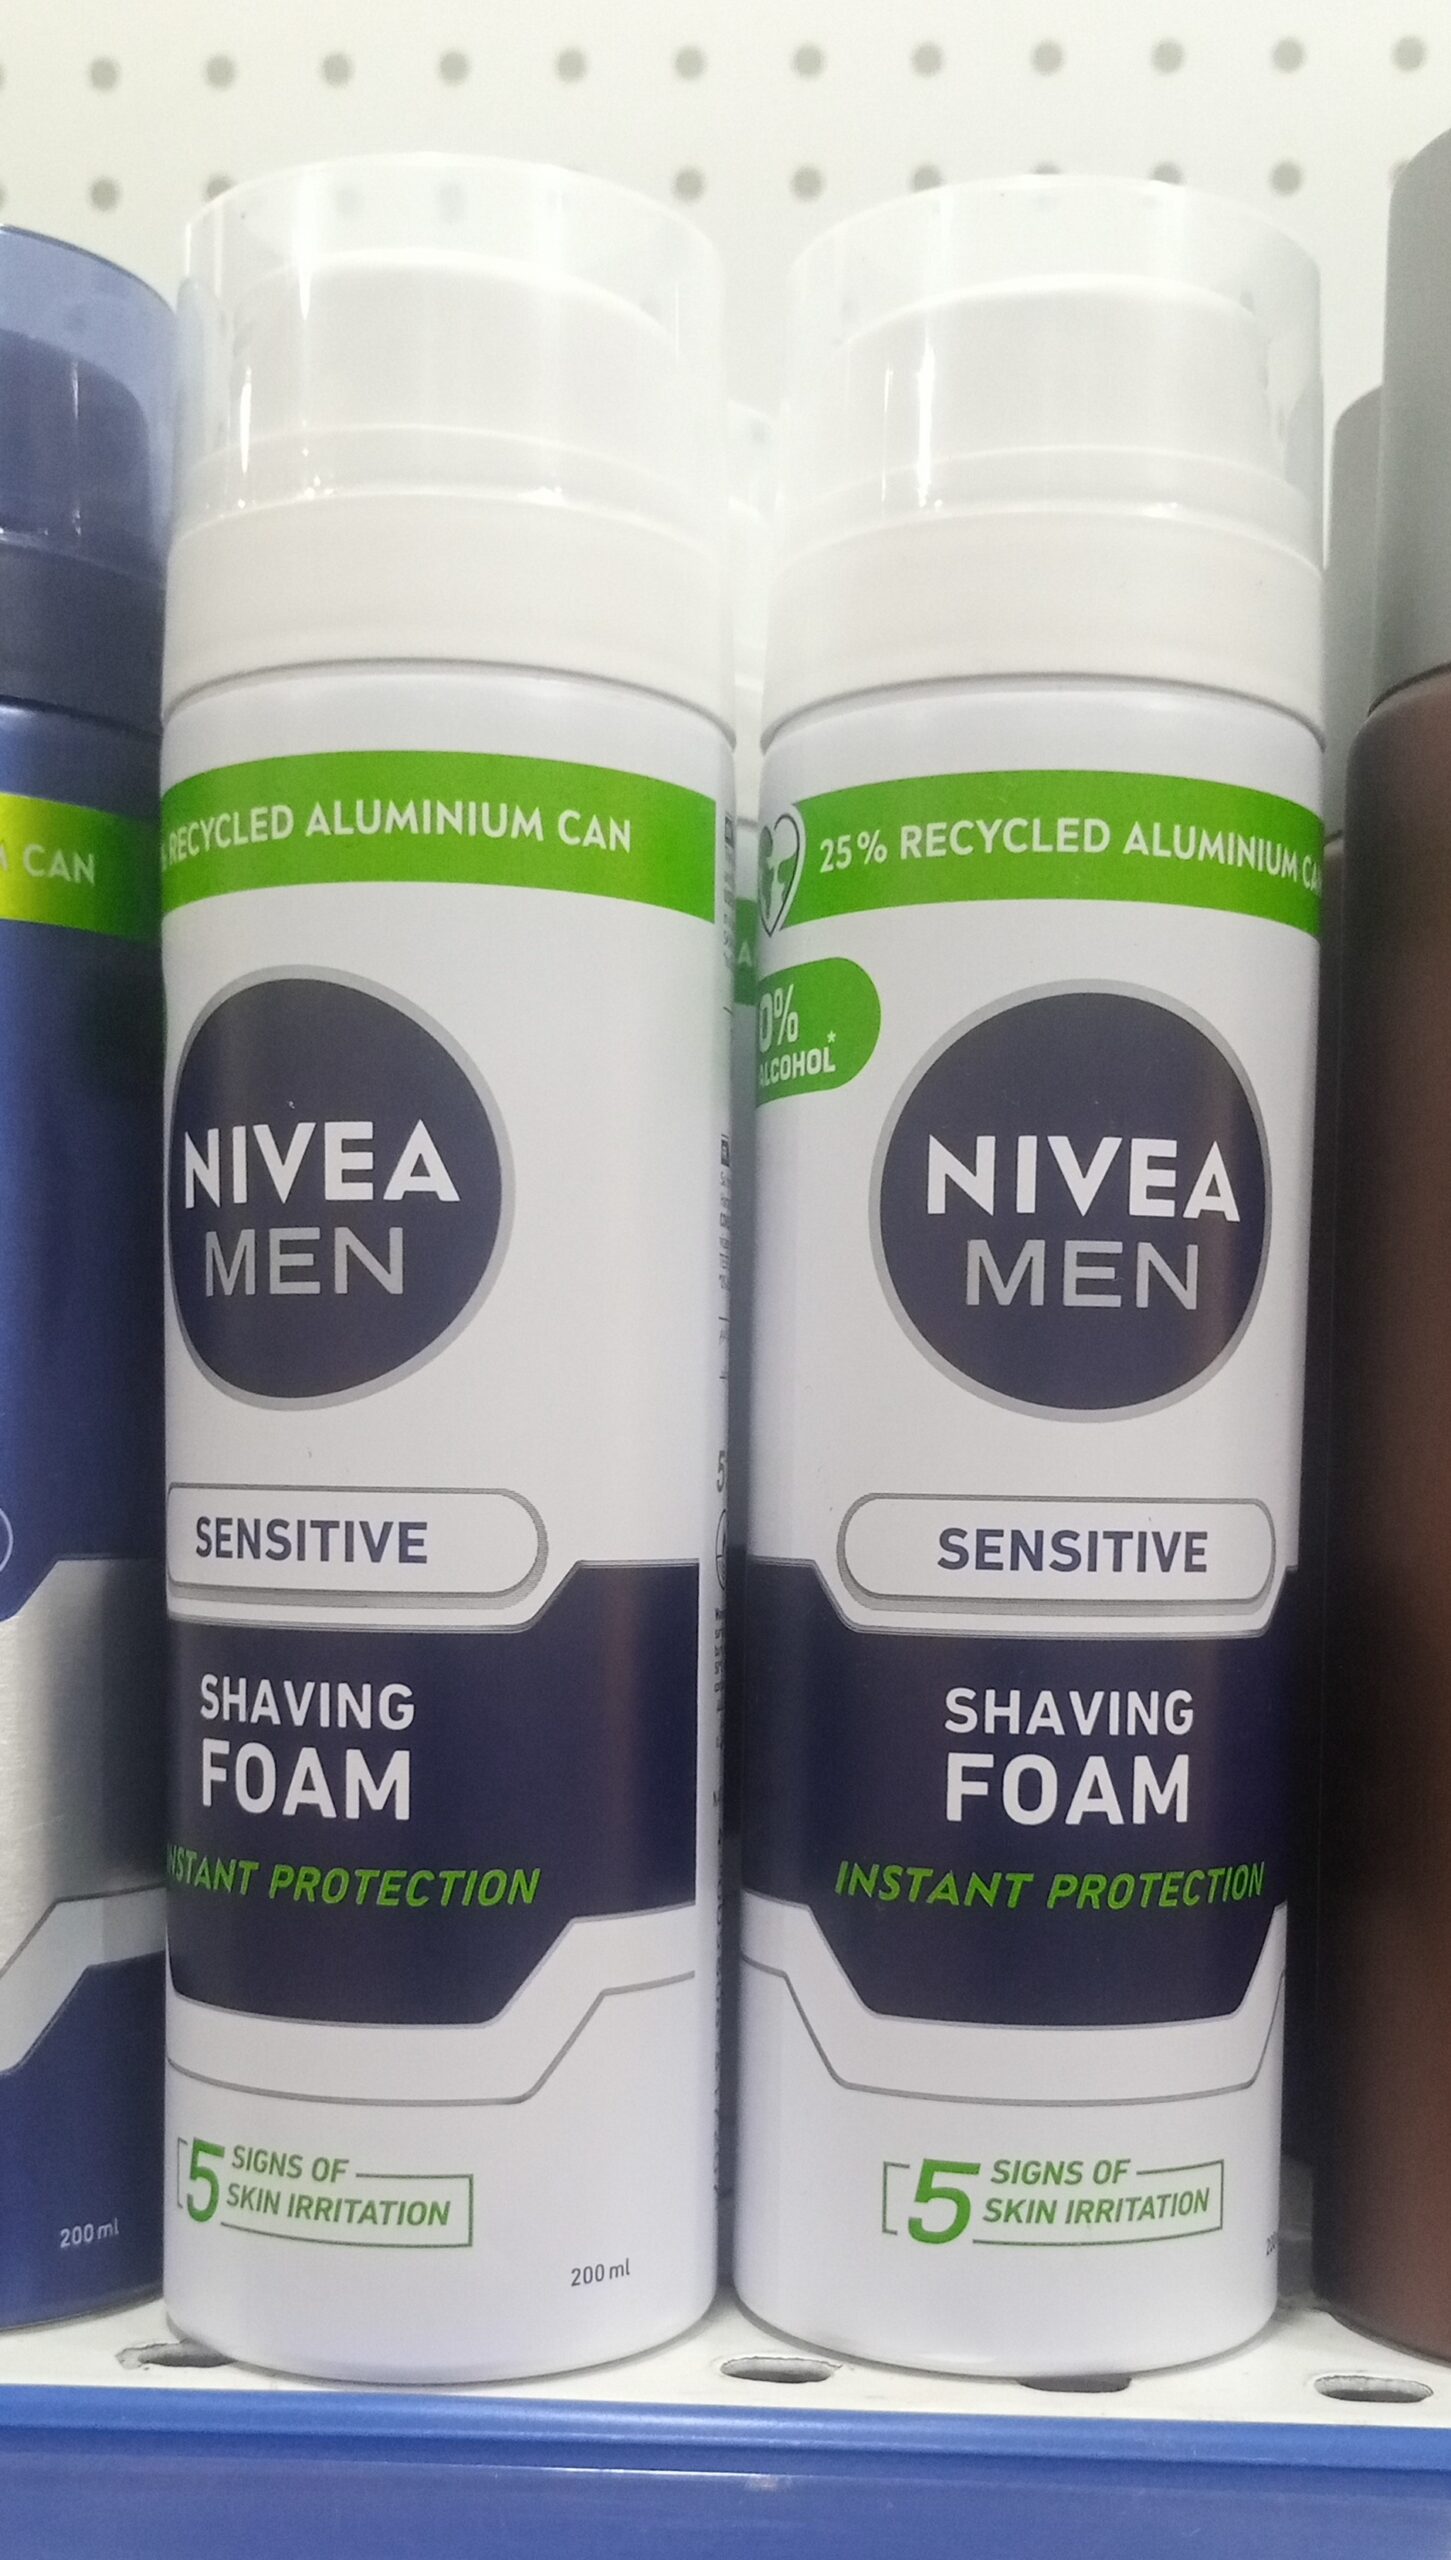 CAN
200 ml
% RECYCLED ALUMINIUM CAN
NIVEA
MEN
SENSITIVE
SHAVING
FOAM
INSTANT PROTECTION
5 SIGNS OF
SKIN IRRITATION
200 ml
25% RECYCLED ALUMINIUM CA
0%
ALCOHOL*
NIVEA
MEN
SENSITIVE
SHAVING
FOAM
INSTANT PROTECTION
5 SIGNS OF
SKIN IRRITATION